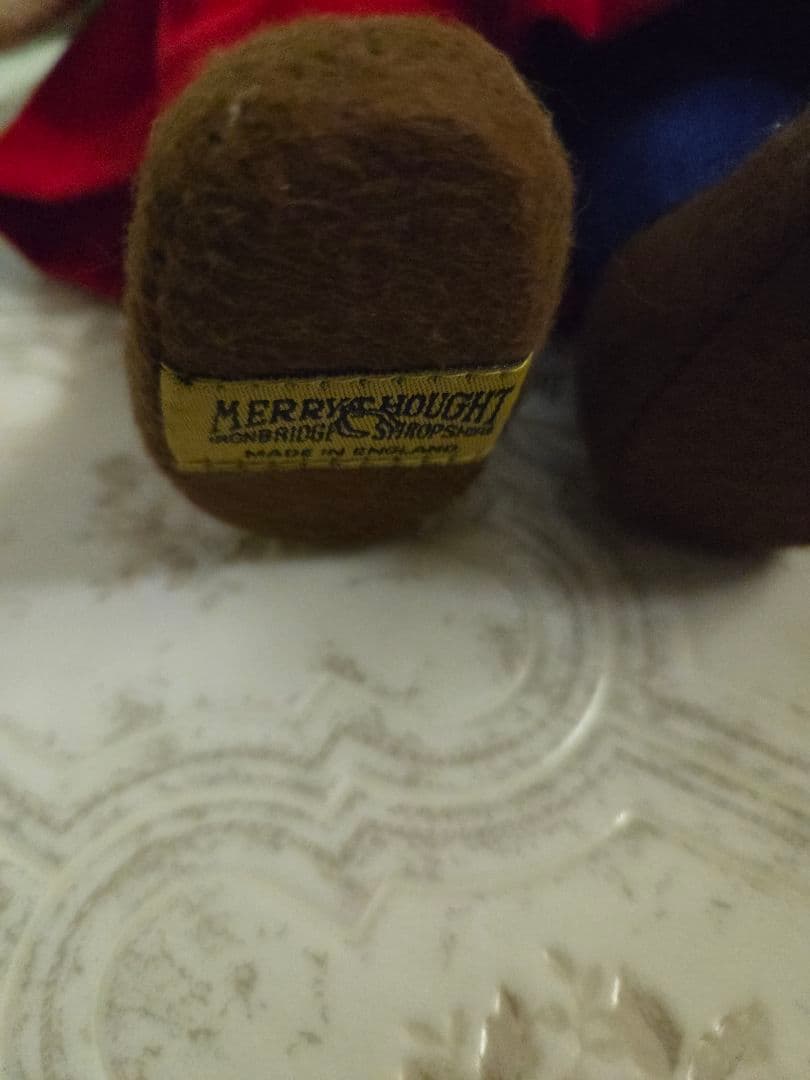 MERRYTHOUGHT
IRONBRIDGE SHROPSHIRE
MADE IN ENGLAND